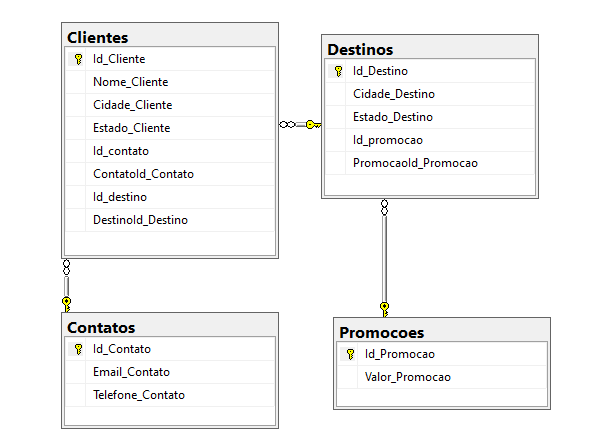 Clientes
Id_Cliente
Nome_Cliente
Cidade_Cliente
Estado_Cliente
Id_contato
ContatoId_Contato
Id_destino
DestinoId_Destino
Destinos
Id_Destino
Cidade_Destino
Estado_Destino
Id_promocao
PromocaoId_Promocao
Contatos
Id_Contato
Email_Contato
Telefone_Contato
Promocoes
Id_Promocao
Valor_Promocao